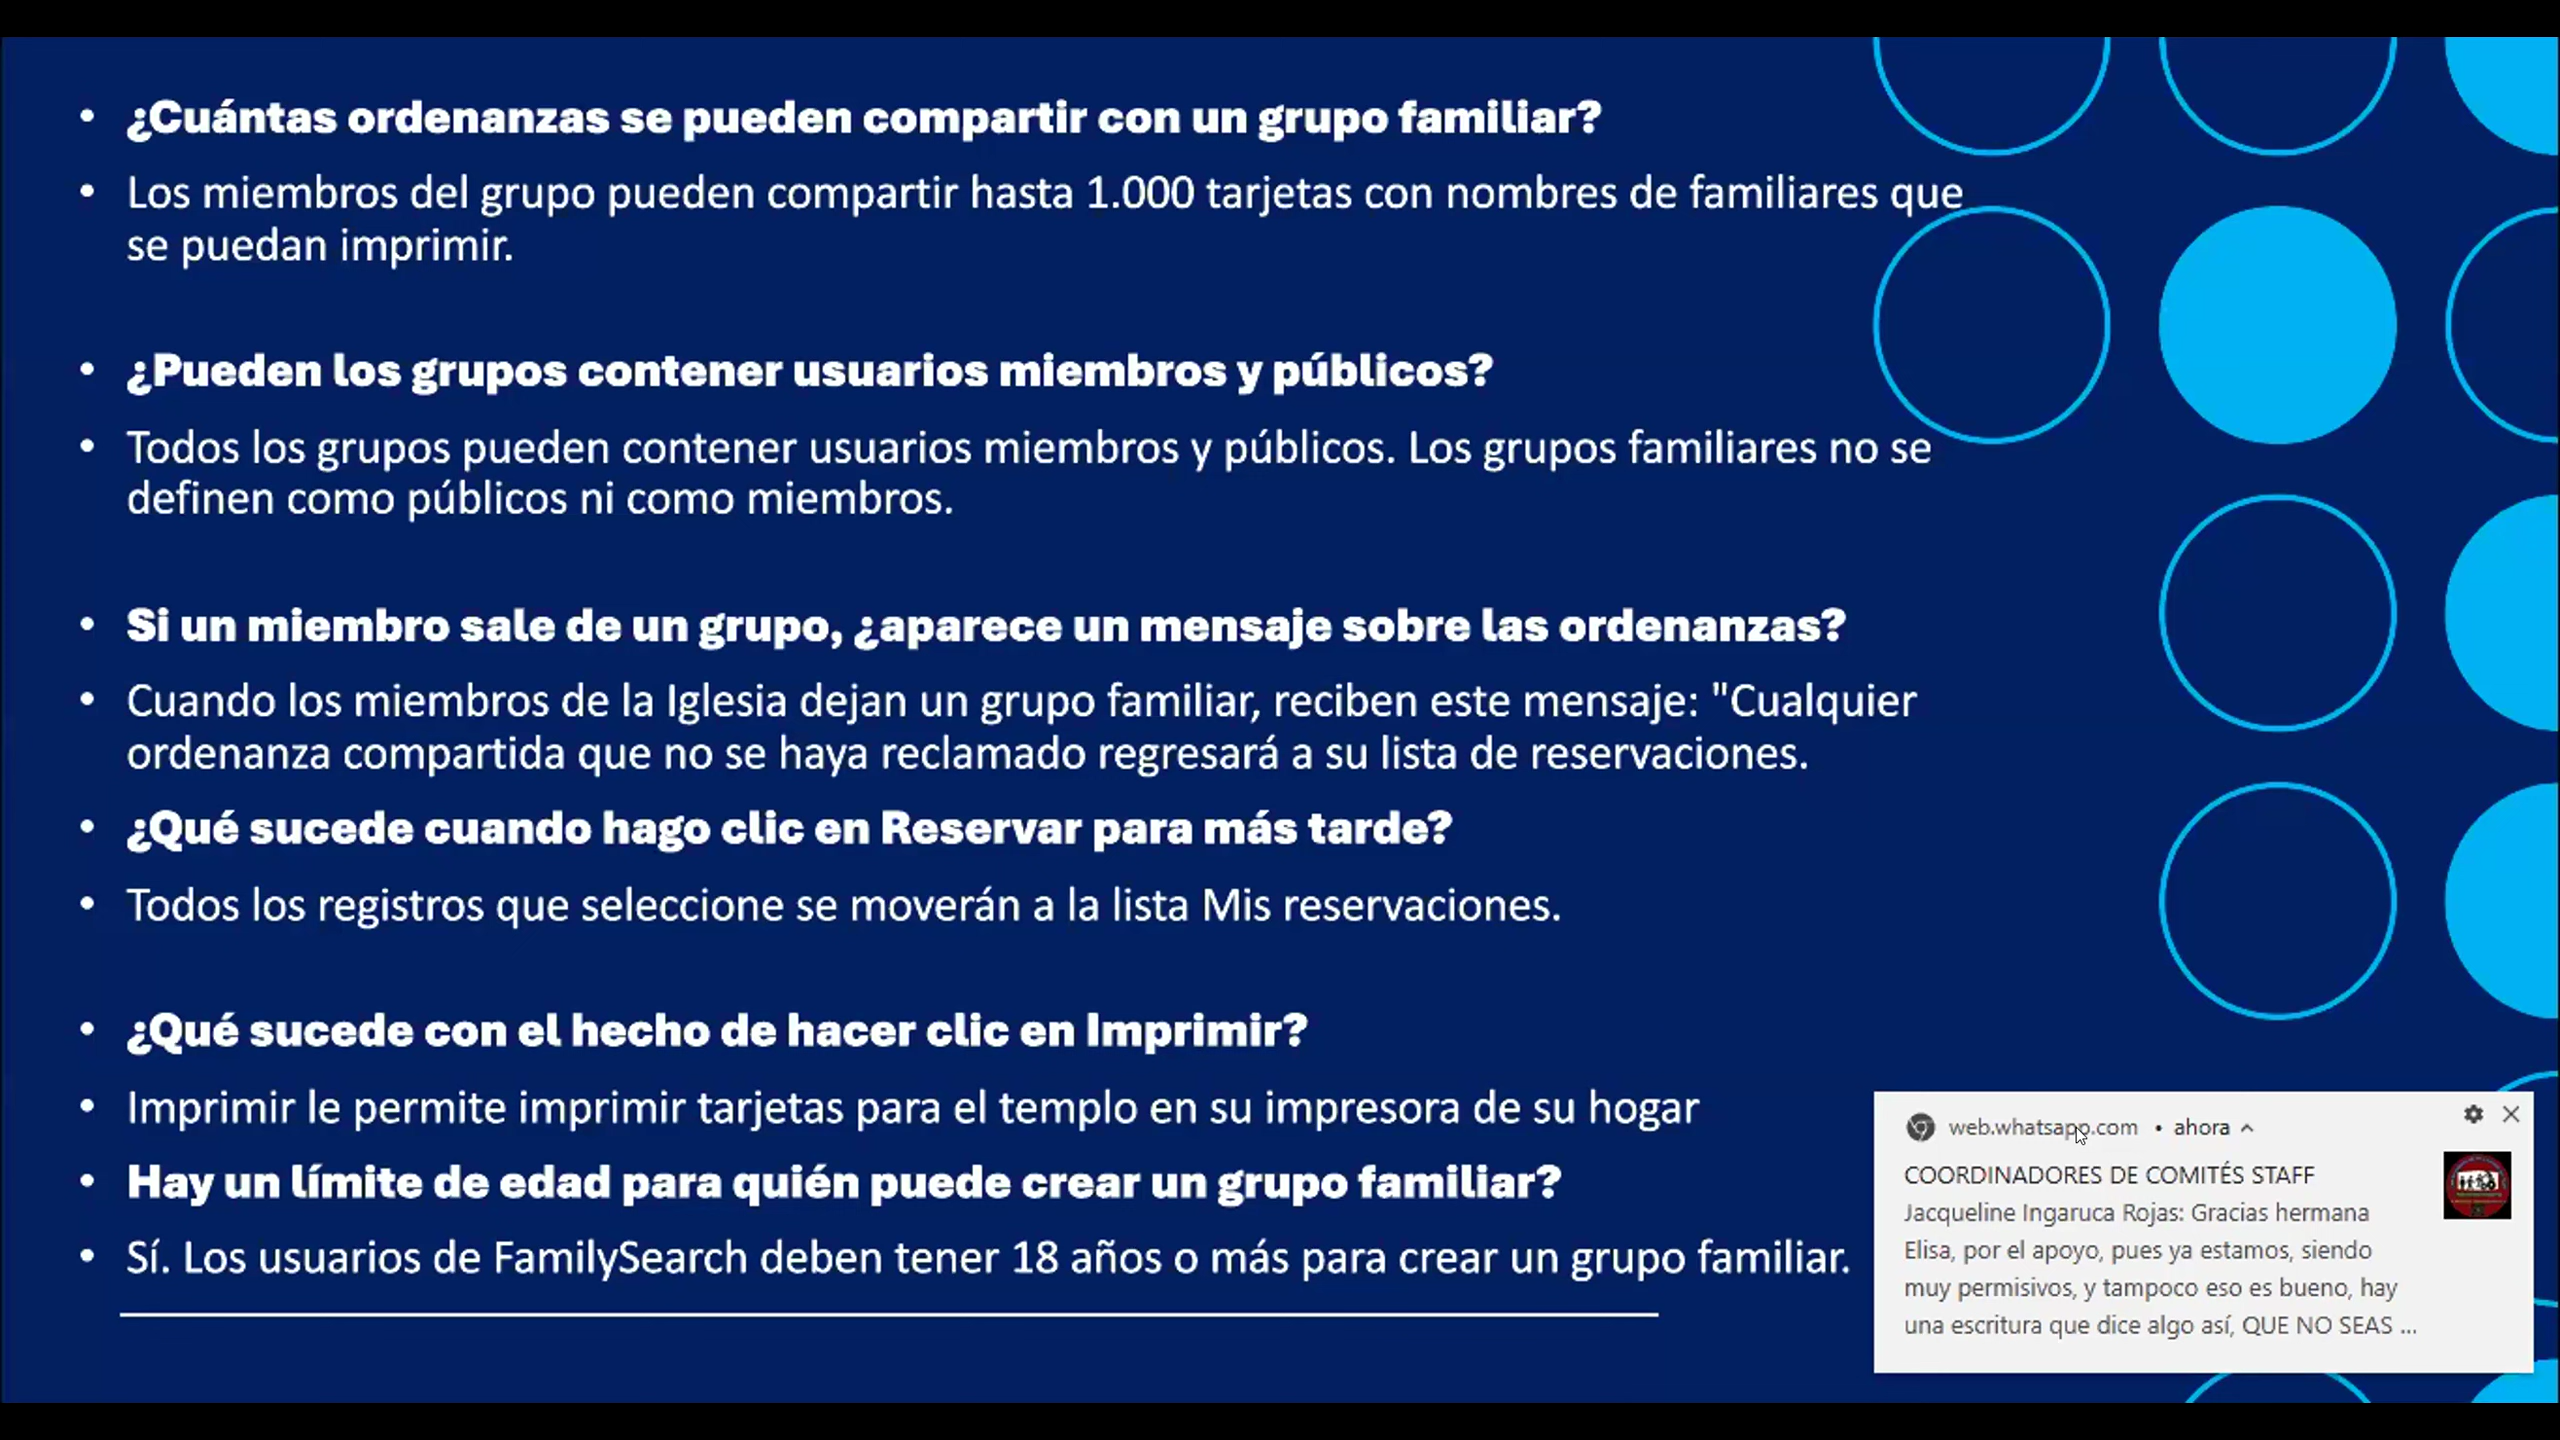 • ¿Cuántas ordenanzas se pueden compartir con un grupo familiar?
• Los miembros del grupo pueden compartir hasta 1.000 tarjetas con nombres de familiares que
se puedan imprimir.
• ¿Pueden los grupos contener usuarios miembros y públicos?
• Todos los grupos pueden contener usuarios miembros y públicos. Los grupos familiares no se
definen como públicos ni como miembros.
• Si un miembro sale de un grupo, ¿aparece un mensaje sobre las ordenanzas?
• Cuando los miembros de la Iglesia dejan un grupo familiar, reciben este mensaje: "Cualquier
ordenanza compartida que no se haya reclamado regresará a su lista de reservaciones.
• ¿Qué sucede cuando hago clic en Reservar para más tarde?
• Todos los registros que seleccione se moverán a la lista Mis reservaciones.
• ¿Qué sucede con el hecho de hacer clic en Imprimir?
• Imprimir le permite imprimir tarjetas para el templo en su impresora de su hogar
• Hay un límite de edad para quién puede crear un grupo familiar?
• Sí. Los usuarios de FamilySearch deben tener 18 años o más para crear un grupo familiar.
web.whatsapp.com • ahora
COORDINADORES DE COMITÉS STAFF
Jacqueline Ingaruca Rojas: Gracias hermana
Elisa, por el apoyo, pues ya estamos, siendo
muy permisivos, y tampoco eso es bueno, hay
una escritura que dice algo así, QUE NO SEAS ...